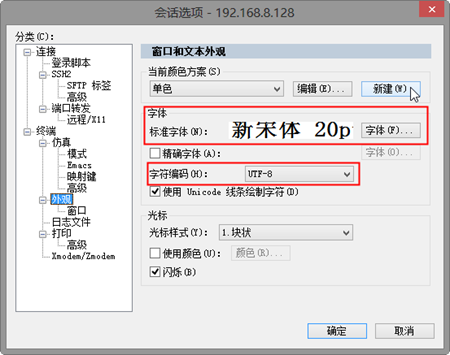 会话选项 - 192.168.8.128
分类(C):
连接
登录脚本
SSH2
SFTP 标签
高级
端口转发
远程/X11
终端
仿真
模式
Emacs
映射键
高级
外观
窗口
日志文件
打印
高级
Xmodem/Zmodem
窗口和文本外观
当前颜色方案(S)
单色 编辑(E)... 新建(W)
字体
标准字体(N): 新宋体 20p 字体(F)...
精确字体(A): 字体(O)...
字符编码(H): UTF-8
使用 Unicode 线条绘制字符(D)
光标
光标样式(Y): 1.块状
使用颜色(U): 颜色(R)...
闪烁(B)
确定 取消